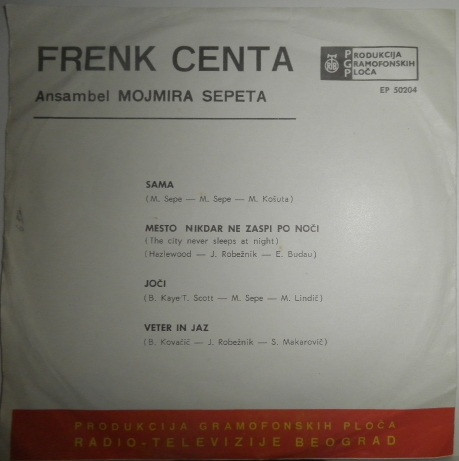 FRENK CENTA
Ansambel MOJMIRA SEPETA
RTB
PRODUKCIJA
GRAMOFONSKIH
PLOČA
EP 50204
SAMA
(M. Sepe — M. Sepe — M. Košuta)
MESTO NIKDAR NE ZASPI PO NOČI
(The city never sleeps at night)
(Hazlewood — J. Robežnik — E. Budau)
JOČI
(B. Kaye/T. Scott — M. Sepe — M. Lindič)
VETER IN JAZ
(B. Kovačič — J. Robežnik — S. Makarovič)
PRODUKCIJA GRAMOFONSKIH PLOČA
RADIO-TELEVIZIJE BEOGRAD